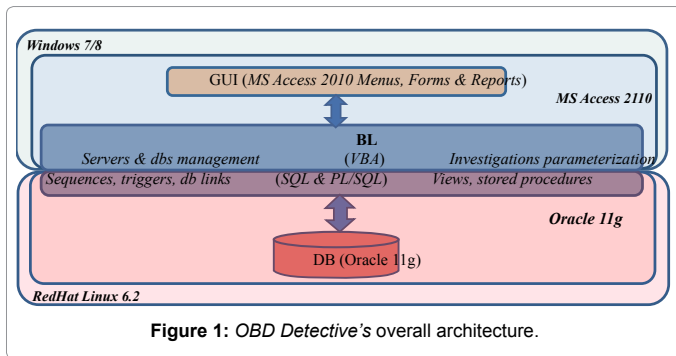 Windows 7/8
GUI (MS Access 2010 Menus, Forms & Reports)
MS Access 2110
BL
Servers & dbs management (VBA) Investigations parameterization
Sequences, triggers, db links (SQL & PL/SQL) Views, stored procedures
Oracle 11g
DB (Oracle 11g)
RedHat Linux 6.2
Figure 1: OBD Detective's overall architecture.